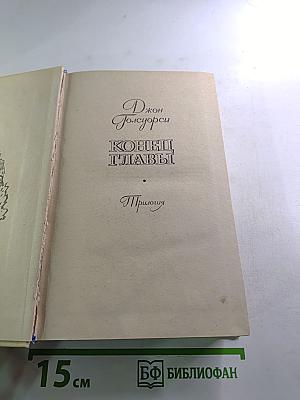 Джон
Голсуорси
КОНЕЦ
ГЛАВЫ
Трилогия
15 см
БФ БИБЛИОФАН